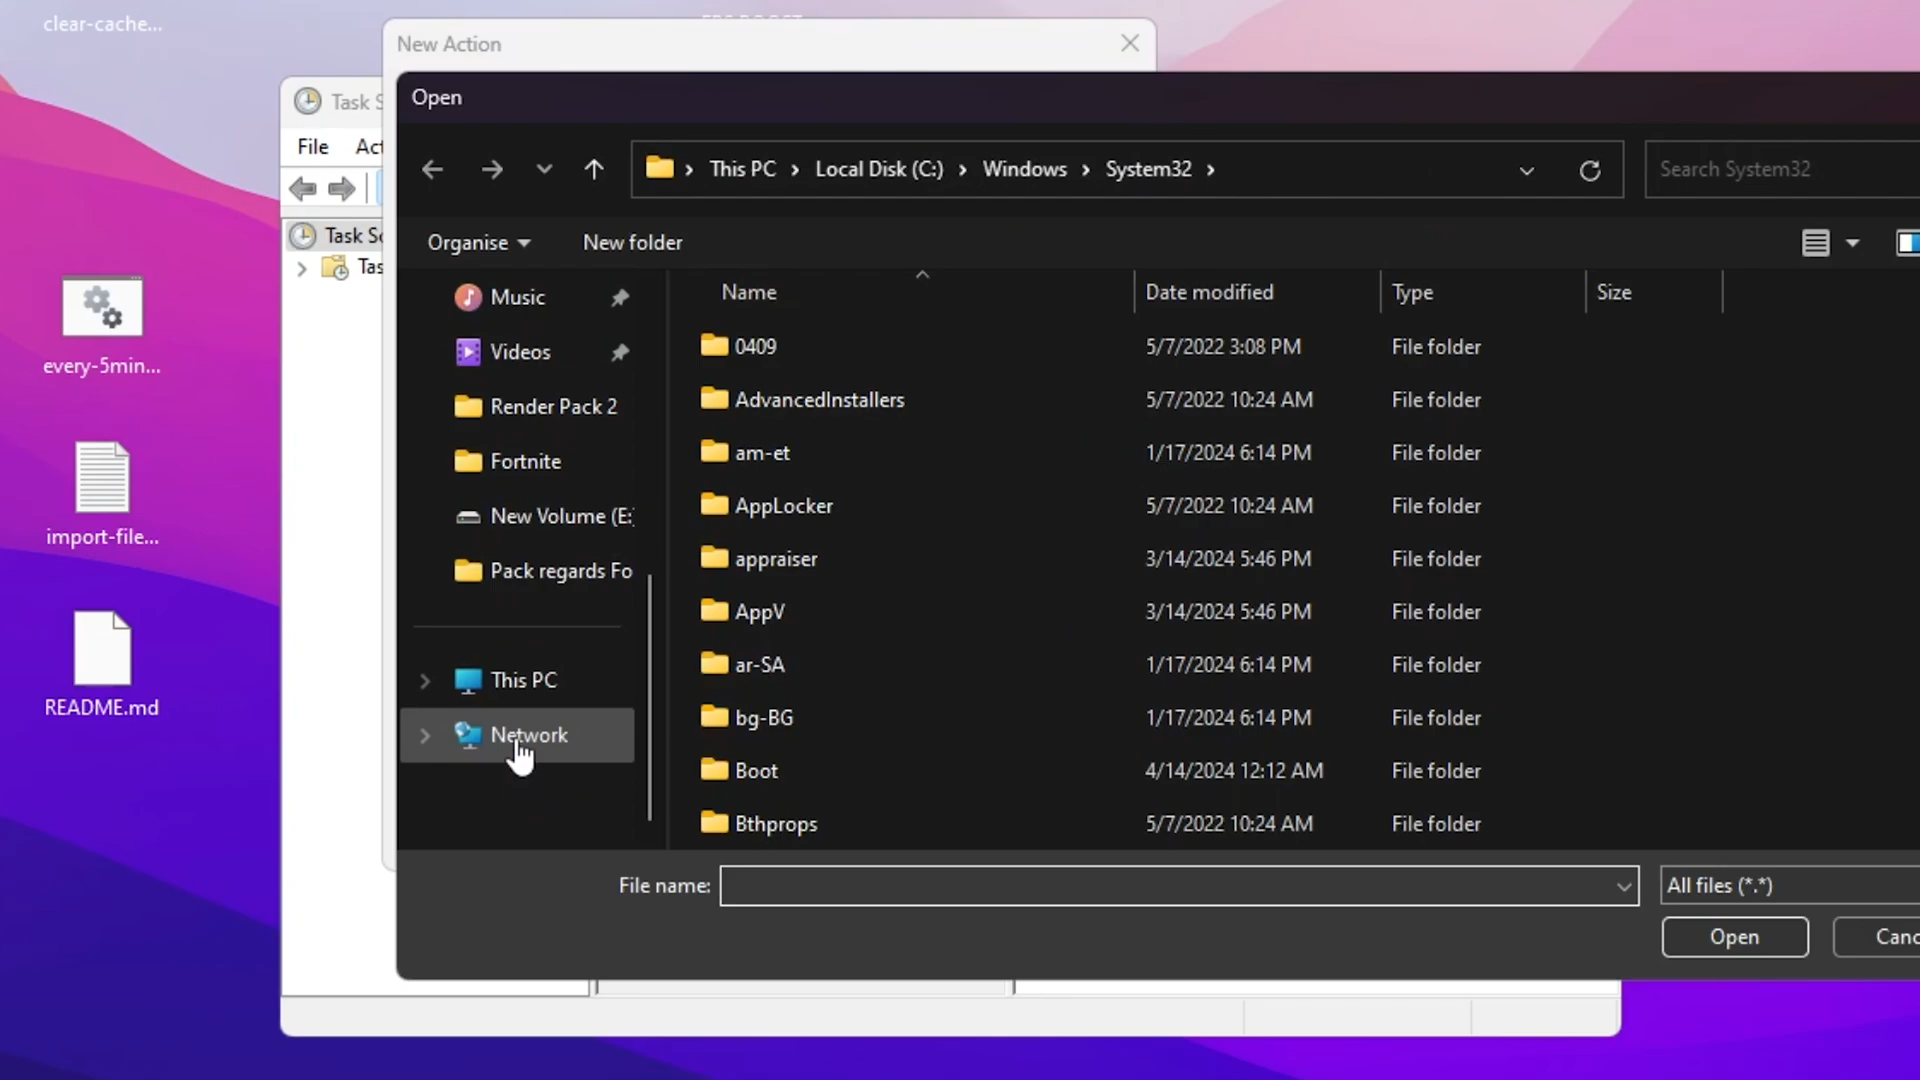 clear-cache...
New Action
Task S
Open
File
Act
This PC
Local Disk (C:)
Windows
System32
Search System32
Task Sc
Tas
Organise
New folder
Name
Date modified
Type
Size
Music
Videos
Render Pack 2
Fortnite
New Volume (E:)
Pack regards Fo
This PC
Network
0409 5/7/2022 3:08 PM File folder
AdvancedInstallers 5/7/2022 10:24 AM File folder
am-et 1/17/2024 6:14 PM File folder
AppLocker 5/7/2022 10:24 AM File folder
appraiser 3/14/2024 5:46 PM File folder
AppV 3/14/2024 5:46 PM File folder
ar-SA 1/17/2024 6:14 PM File folder
bg-BG 1/17/2024 6:14 PM File folder
Boot 4/14/2024 12:12 AM File folder
Bthprops 5/7/2022 10:24 AM File folder
every-5min...
import-file...
README.md
File name:
All files (*.*)
Open
Canc